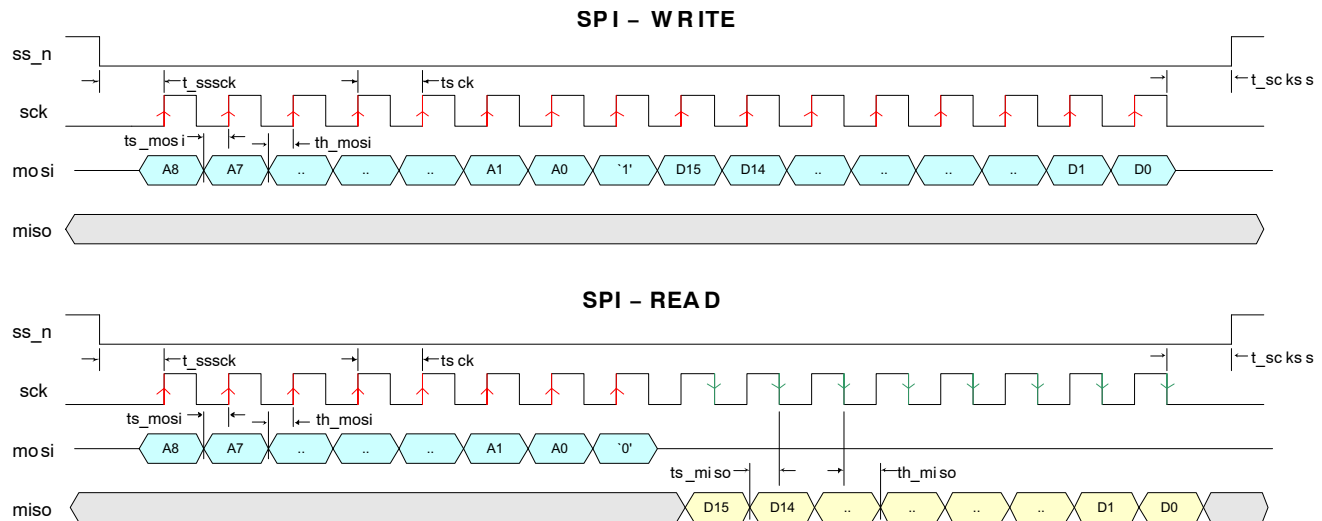 SPI – WRITE
ss_n
t_sssck ts ck t_sc ks s
sck
ts_mos i th_mosi
mo si A8 A7 .. .. .. A1 A0 `1' D15 D14 .. .. .. .. D1 D0
miso
SPI – READ
ss_n
t_sssck ts ck t_sc ks s
sck
ts_mosi th_mosi
mo si A8 A7 .. .. .. A1 A0 `0'
ts_mi so th_mi so
miso D15 D14 .. .. .. .. D1 D0